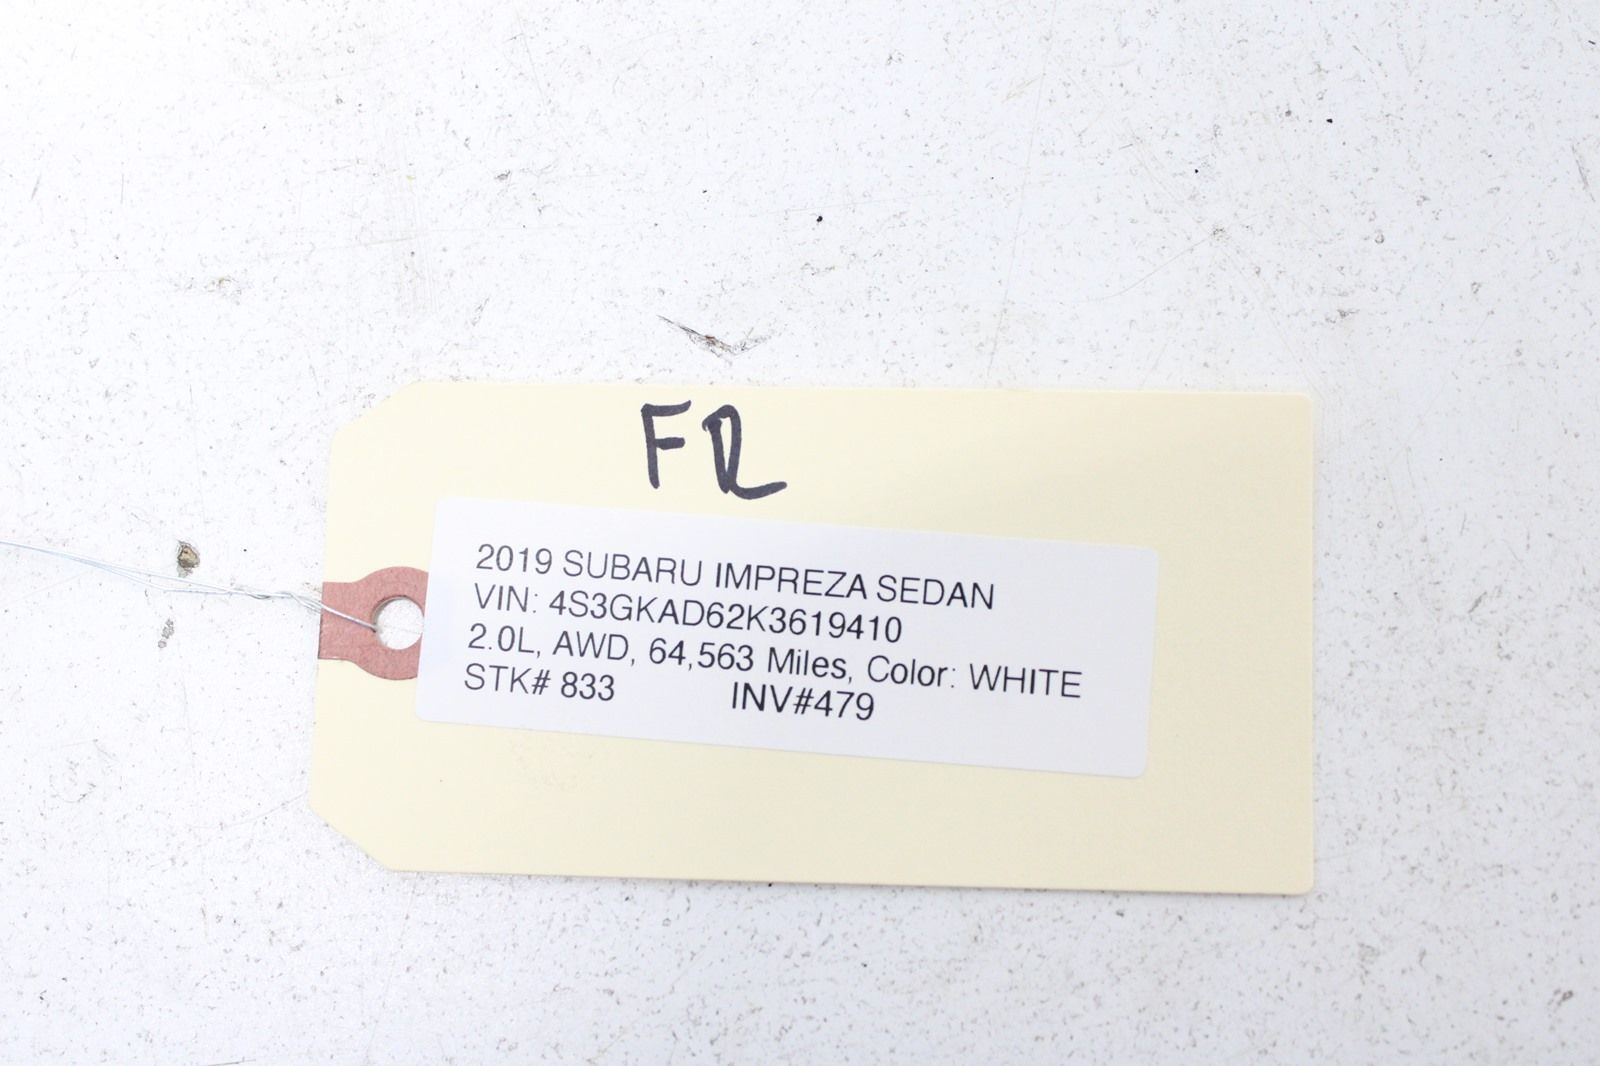 FR
2019 SUBARU IMPREZA SEDAN
VIN: 4S3GKAD62K3619410
2.0L, AWD, 64,563 Miles, Color: WHITE
STK# 833 INV#479